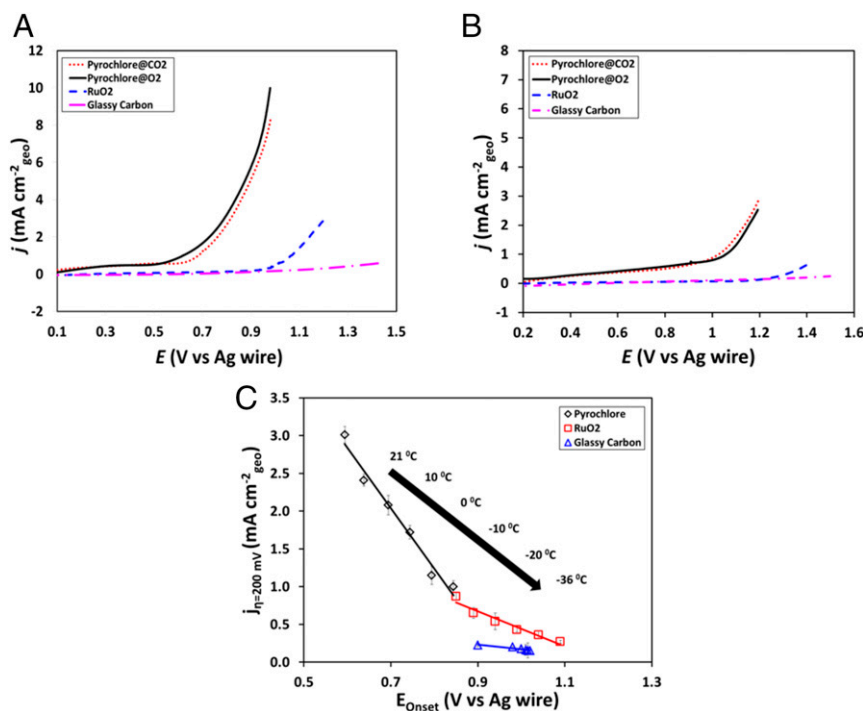 A
12
10
8
6
4
2
0
-2
j (mA cm-2geo)
Pyrochlore@CO2
Pyrochlore@O2
RuO2
Glassy Carbon
0.1 0.3 0.5 0.7 0.9 1.1 1.3 1.5
E (V vs Ag wire)
B
8
7
6
5
4
3
2
1
0
-1
j (mA cm-2geo)
Pyrochlore@CO2
Pyrochlore@O2
RuO2
Glassy Carbon
0.2 0.4 0.6 0.8 1 1.2 1.4 1.6
E (V vs Ag wire)
C
3.5
3.0
2.5
2.0
1.5
1.0
0.5
0.0
jη=200 mV (mA cm-2geo)
Pyrochlore
RuO2
Glassy Carbon
21 ⁰C
10 ⁰C
0 ⁰C
-10 ⁰C
-20 ⁰C
-36 ⁰C
0.5 0.7 0.9 1.1 1.3
EOnset (V vs Ag wire)